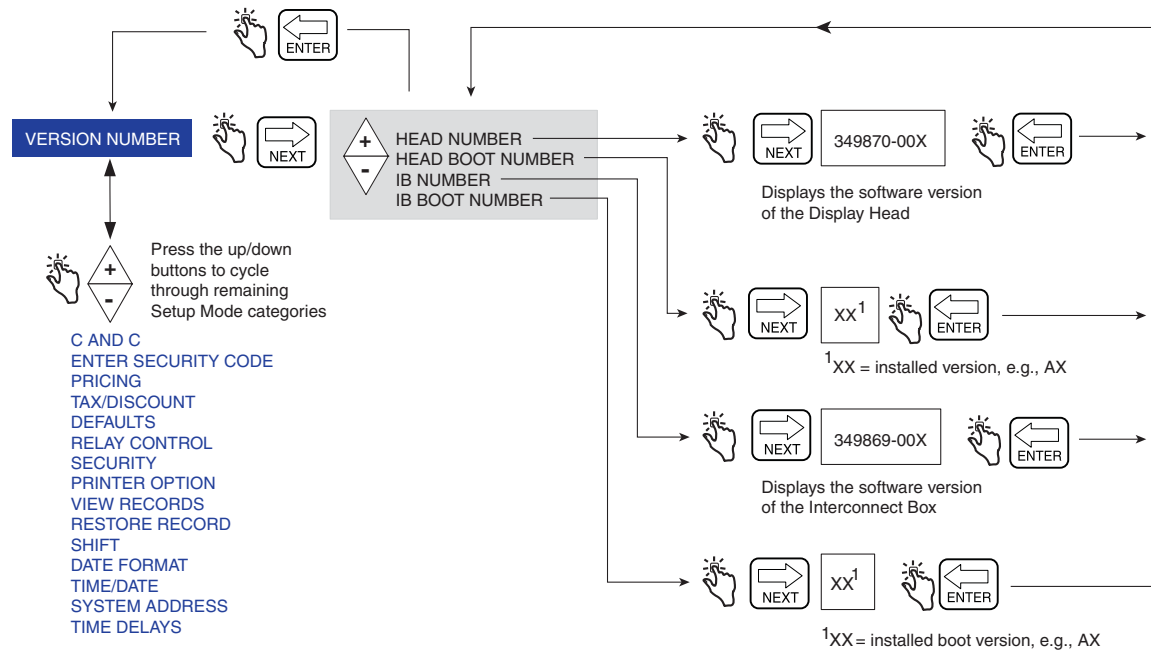 ENTER
VERSION NUMBER
NEXT
+
-
HEAD NUMBER
HEAD BOOT NUMBER
IB NUMBER
IB BOOT NUMBER
NEXT
349870-00X
ENTER
Displays the software version
of the Display Head
+
-
Press the up/down
buttons to cycle
through remaining
Setup Mode categories
C AND C
ENTER SECURITY CODE
PRICING
TAX/DISCOUNT
DEFAULTS
RELAY CONTROL
SECURITY
PRINTER OPTION
VIEW RECORDS
RESTORE RECORD
SHIFT
DATE FORMAT
TIME/DATE
SYSTEM ADDRESS
TIME DELAYS
NEXT
XX1
ENTER
1XX = installed version, e.g., AX
NEXT
349869-00X
ENTER
Displays the software version
of the Interconnect Box
NEXT
XX1
ENTER
1XX = installed boot version, e.g., AX